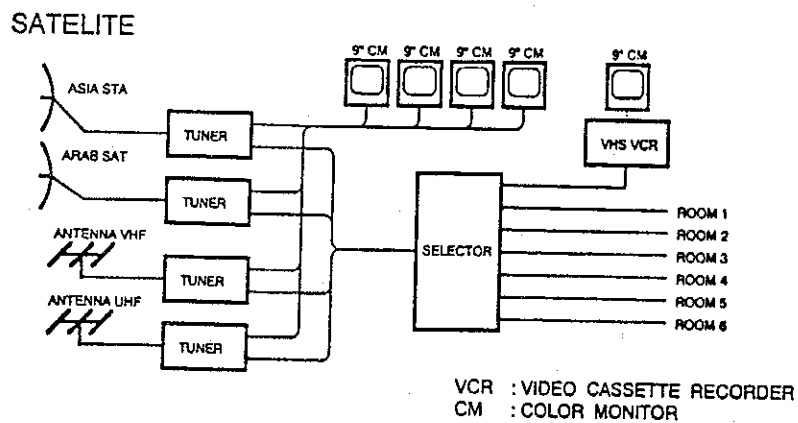 SATELITE
9" CM 9" CM 9" CM 9" CM
9" CM
ASIA STA
TUNER
VHS VCR
ARAB SAT
TUNER
ROOM 1
ROOM 2
ANTENNA VHF
SELECTOR
ROOM 3
TUNER
ROOM 4
ANTENNA UHF
ROOM 5
TUNER
ROOM 6
VCR : VIDEO CASSETTE RECORDER
CM : COLOR MONITOR